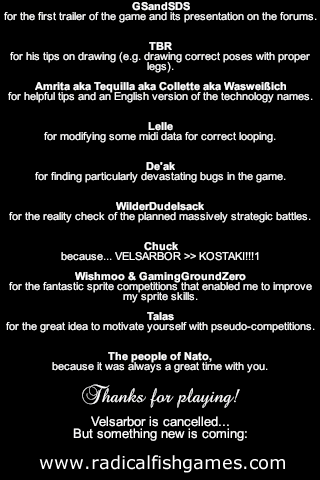 GSandSDS
for the first trailer of the game and its presentation on the forums.
TBR
for his tips on drawing (e.g. drawing correct poses with proper
legs).
Amrita aka Tequilla aka Collette aka Wasweißich
for helpful tips and an English version of the technology names.
Lelle
for modifying some midi data for correct looping.
De'ak
for finding particularly devastating bugs in the game.
WilderDudelsack
for the reality check of the planned massively strategic battles.
Chuck
because... VELSARBOR >> KOSTAKI!!!1
Wishmoo & GamingGroundZero
for the fantastic sprite competitions that enabled me to improve
my sprite skills.
Talas
for the great idea to motivate yourself with pseudo-competitions.
The people of Nato,
because it was always a great time with you.
Thanks for playing!
Velsarbor is cancelled...
But something new is coming:
www.radicalfishgames.com